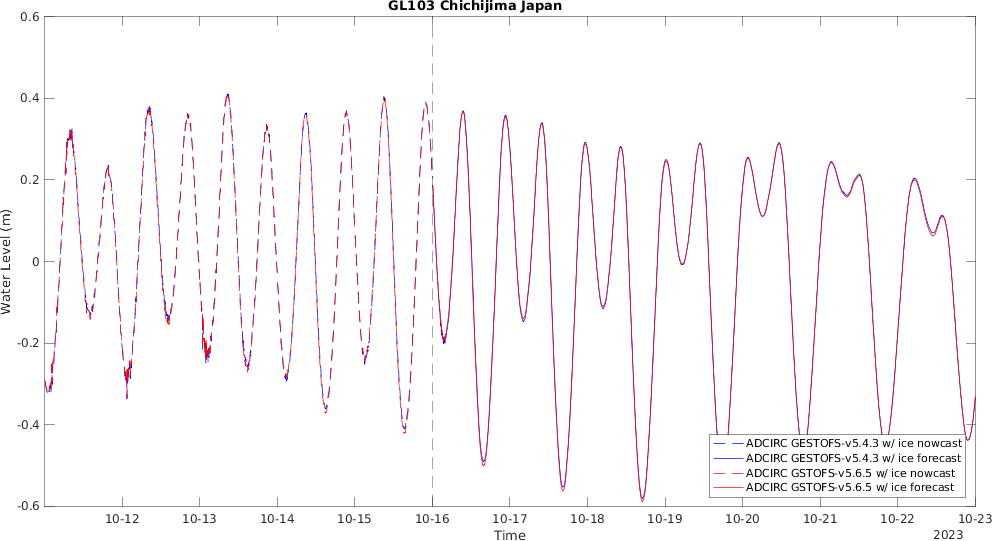 GL103 Chichijima Japan
0.6
0.4
0.2
0
-0.2
-0.4
-0.6
Water Level (m)
ADCIRC GESTOFS-v5.4.3 w/ ice nowcast
ADCIRC GESTOFS-v5.4.3 w/ ice forecast
ADCIRC GSTOFS-v5.6.5 w/ ice nowcast
ADCIRC GSTOFS-v5.6.5 w/ ice forecast
10-12 10-13 10-14 10-15 10-16 10-17 10-18 10-19 10-20 10-21 10-22 10-23
Time
2023